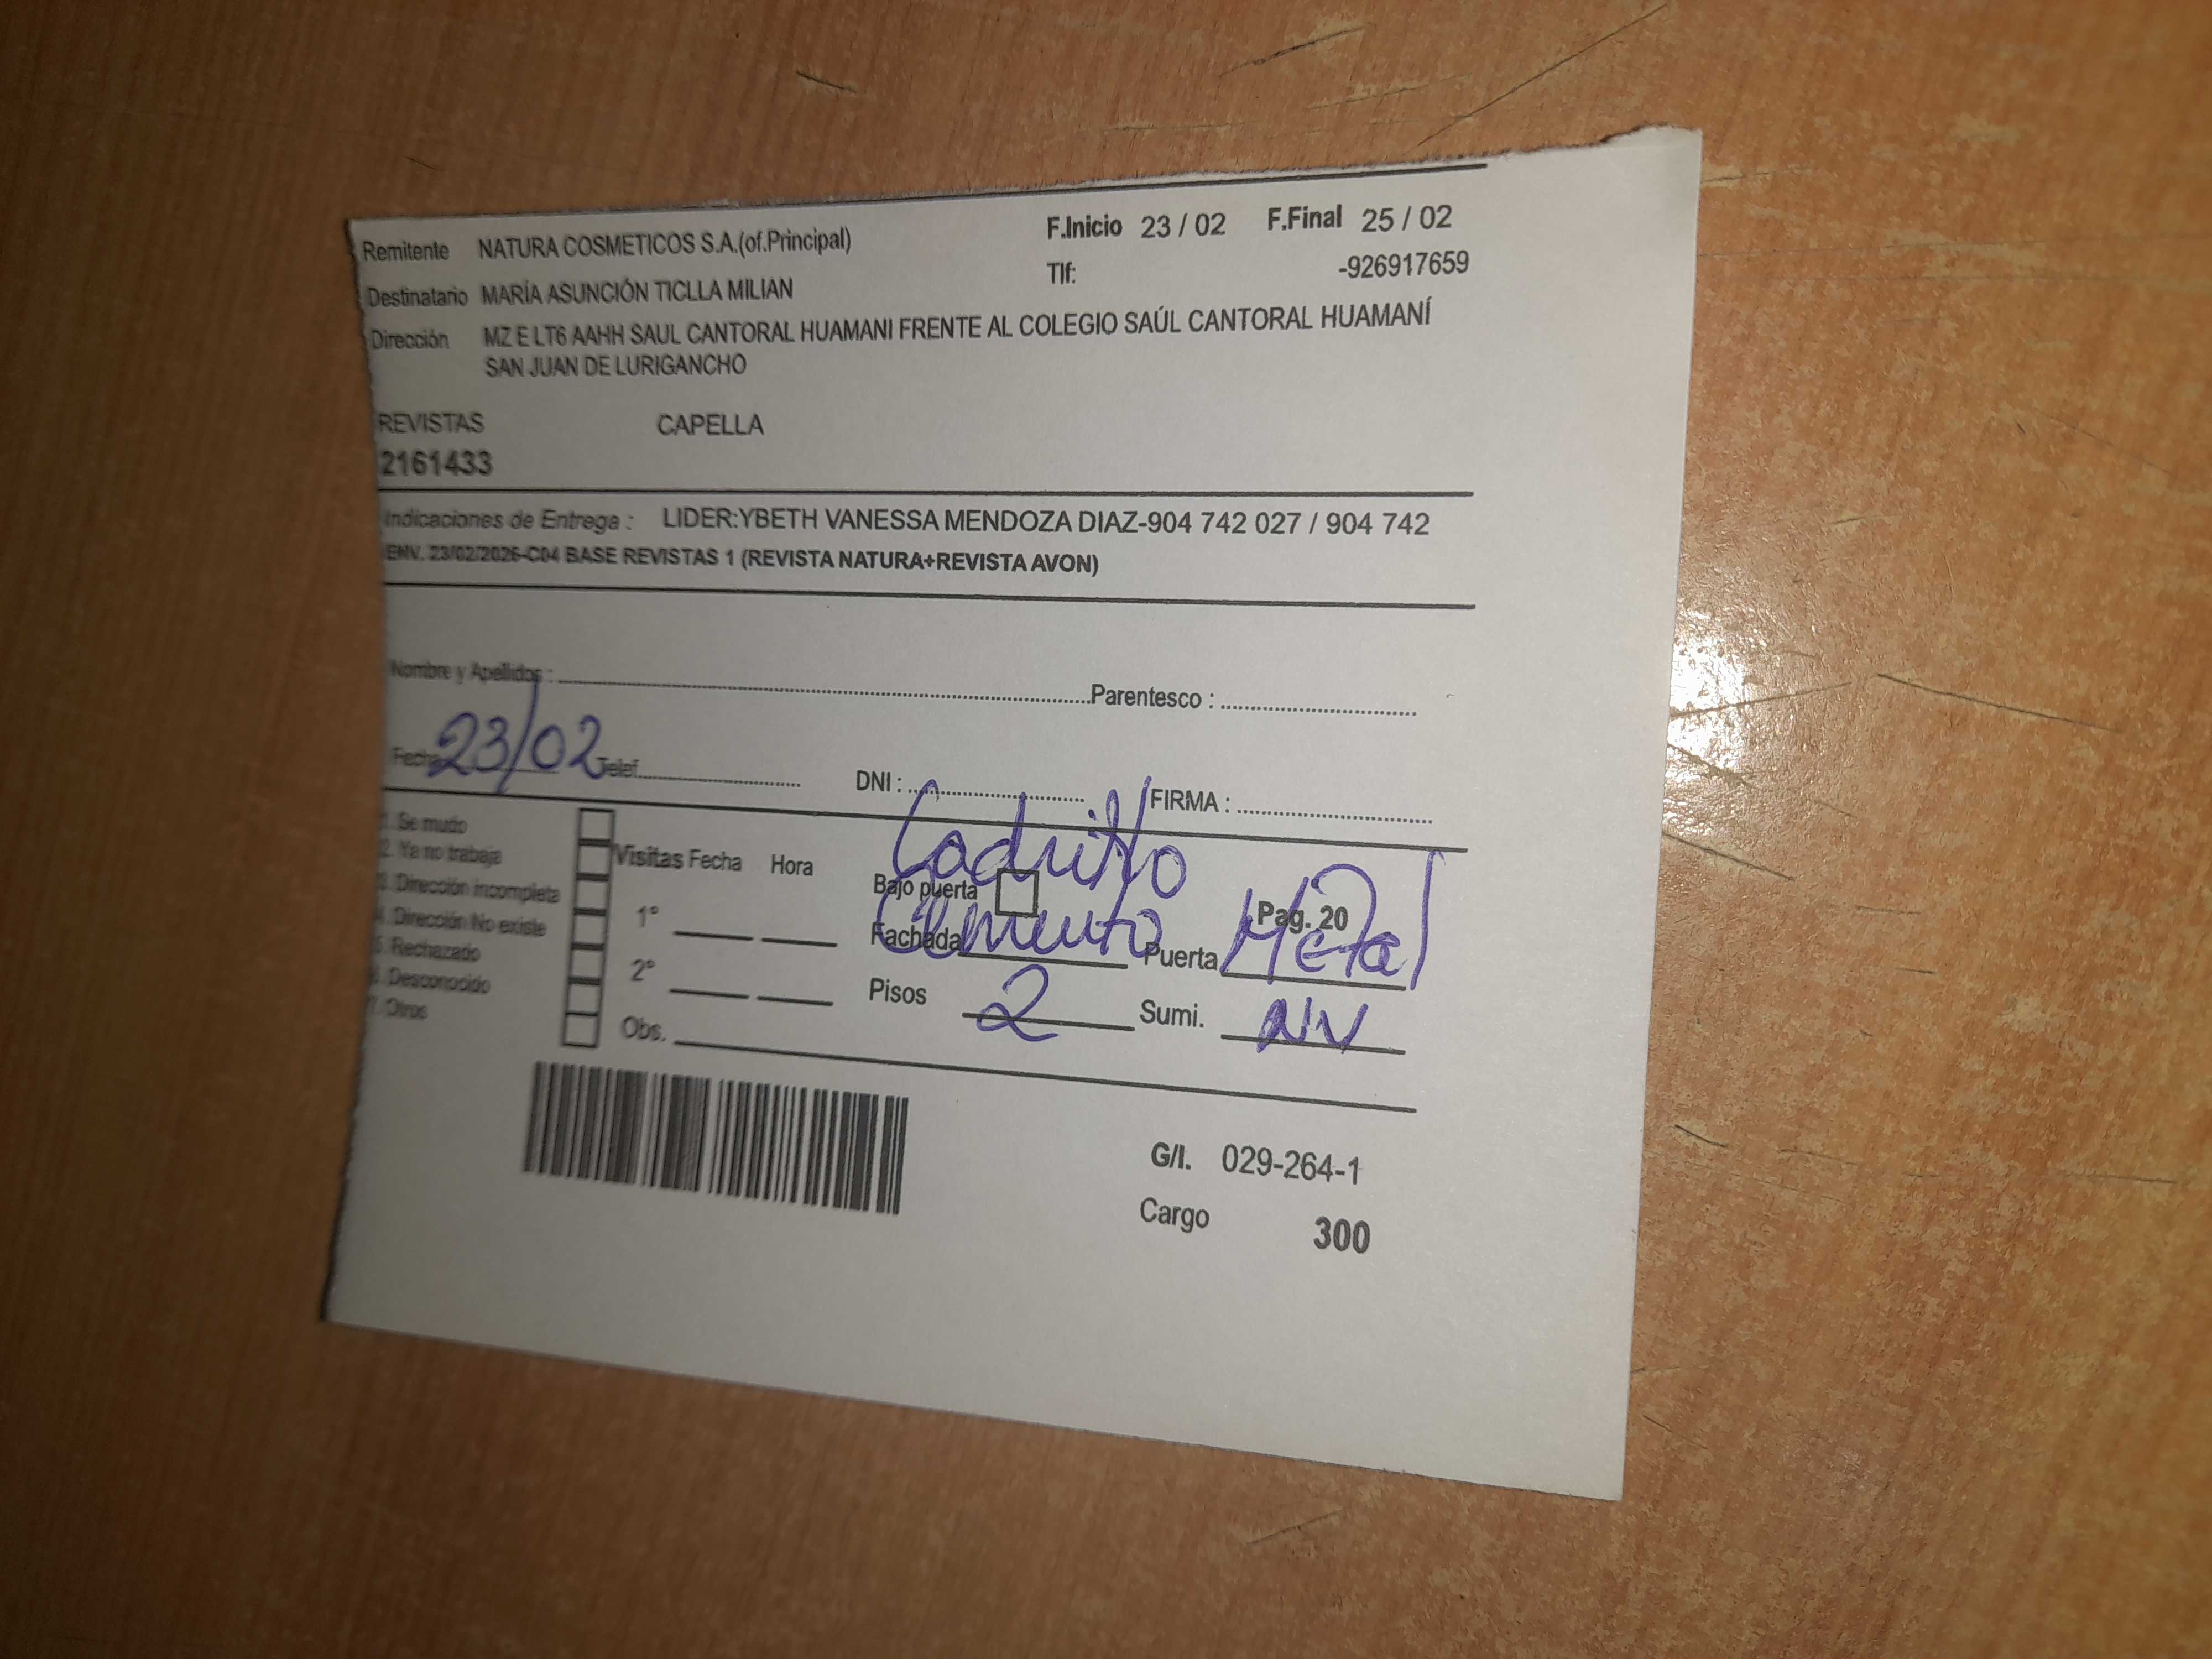 Remitente NATURA COSMETICOS S.A.(of.Principal) F.Inicio 23 / 02 F.Final 25 / 02
Tlf: -926917659
Destinatario MARÍA ASUNCIÓN TICLLA MILIAN
Dirección MZ E LT6 AAHH SAUL CANTORAL HUAMANI FRENTE AL COLEGIO SAÚL CANTORAL HUAMANÍ
SAN JUAN DE LURIGANCHO
REVISTAS CAPELLA
2161433
Indicaciones de Entrega : LIDER:YBETH VANESSA MENDOZA DIAZ-904 742 027 / 904 742
ENV. 23/02/2026-C04 BASE REVISTAS 1 (REVISTA NATURA+REVISTA AVON)
Nombre y Apellidos : Parentesco :
Fecha 23/02 Telef. DNI : FIRMA :
1. Se mudo
2. Ya no trabaja
3. Dirección incompleta
4. Dirección No existe
5. Rechazado
6. Desconocido
7. Otros
Visitas Fecha Hora
1°
2°
Obs.
Ladrillo
Bajo puerta Pag. 20
Fachada Cemento Puerta Metal
Pisos 2 Sumi. NV
G/I. 029-264-1
Cargo 300